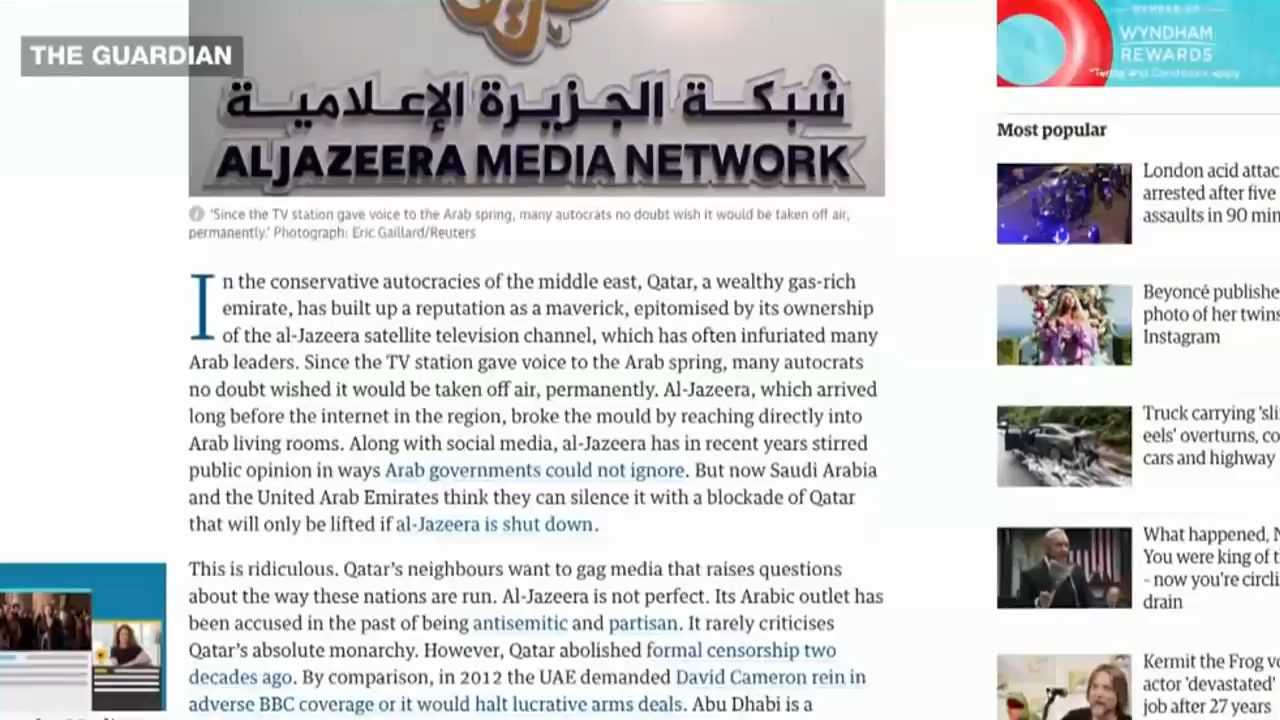 THE GUARDIAN
شبكة الجزيرة الإعلامية
ALJAZEERA MEDIA NETWORK
'Since the TV station gave voice to the Arab spring, many autocrats no doubt wish it would be taken off air,
permanently.' Photograph: Eric Gaillard/Reuters
In the conservative autocracies of the middle east, Qatar, a wealthy gas-rich
emirate, has built up a reputation as a maverick, epitomised by its ownership
of the al-Jazeera satellite television channel, which has often infuriated many
Arab leaders. Since the TV station gave voice to the Arab spring, many autocrats
no doubt wished it would be taken off air, permanently. Al-Jazeera, which arrived
long before the internet in the region, broke the mould by reaching directly into
Arab living rooms. Along with social media, al-Jazeera has in recent years stirred
public opinion in ways Arab governments could not ignore. But now Saudi Arabia
and the United Arab Emirates think they can silence it with a blockade of Qatar
that will only be lifted if al-Jazeera is shut down.
This is ridiculous. Qatar's neighbours want to gag media that raises questions
about the way these nations are run. Al-Jazeera is not perfect. Its Arabic outlet has
been accused in the past of being antisemitic and partisan. It rarely criticises
Qatar's absolute monarchy. However, Qatar abolished formal censorship two
decades ago. By comparison, in 2012 the UAE demanded David Cameron rein in
adverse BBC coverage or it would halt lucrative arms deals. Abu Dhabi is a
WYNDHAM
REWARDS
*Terms and Conditions apply
Most popular
London acid attac
arrested after five
assaults in 90 min
Beyoncé publishe
photo of her twins
Instagram
Truck carrying 'sli
eels' overturns, co
cars and highway
What happened, N
You were king of t
- now you're circli
drain
Kermit the Frog vo
actor 'devastated'
job after 27 years